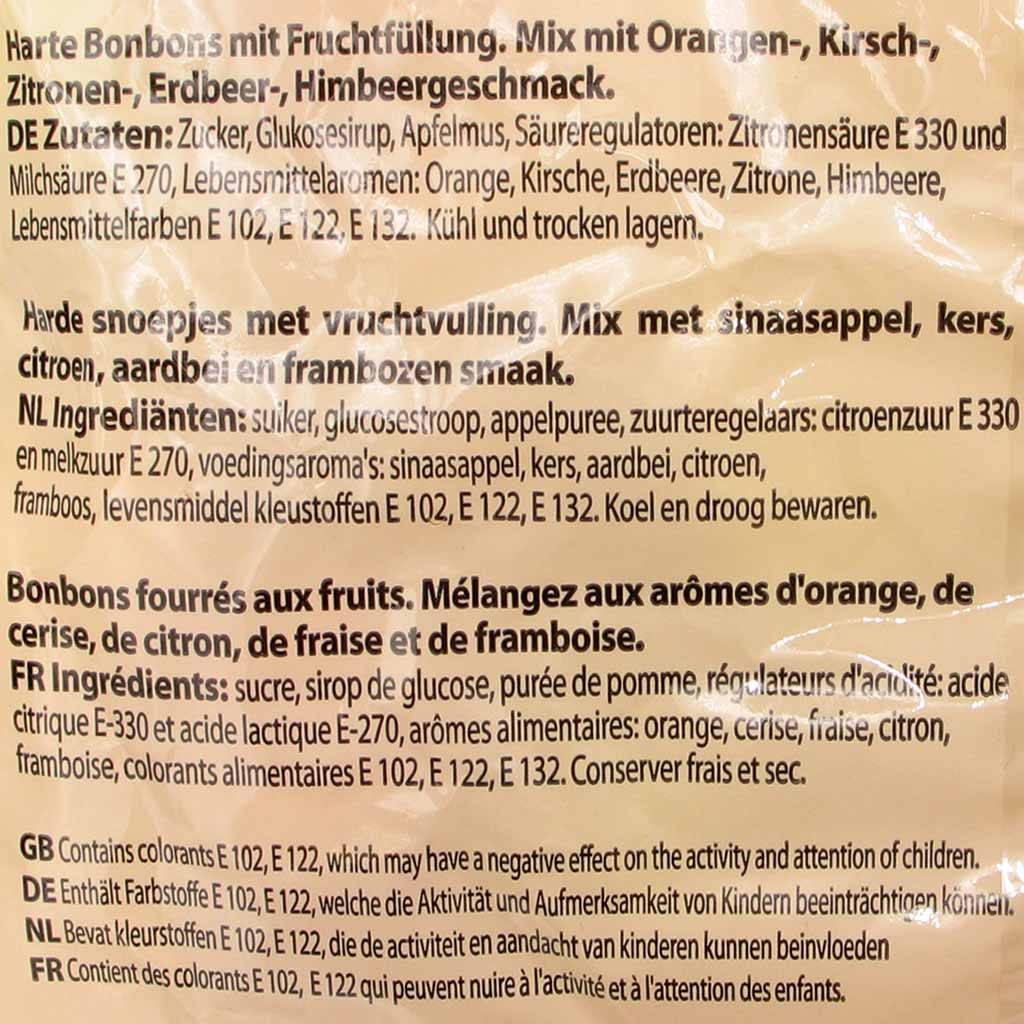 Harte Bonbons mit Fruchtfüllung. Mix mit Orangen-, Kirsch-,
Zitronen-, Erdbeer-, Himbeergeschmack.
DE Zutaten: Zucker, Glukosesirup, Apfelmus, Säureregulatoren: Zitronensäure E 330 und
Milchsäure E 270, Lebensmittelaromen: Orange, Kirsche, Erdbeere, Zitrone, Himbeere,
Lebensmittelfarben E 102, E 122, E 132. Kühl und trocken lagern.
Harde snoepjes met vruchtvulling. Mix met sinaasappel, kers,
citroen, aardbei en frambozen smaak.
NL Ingrediänten: suiker, glucosestroop, appelpuree, zuurteregelaars: citroenzuur E 330
en melkzuur E 270, voedingsaroma's: sinaasappel, kers, aardbei, citroen,
framboos, levensmiddel kleustoffen E 102, E 122, E 132. Koel en droog bewaren.
Bonbons fourrés aux fruits. Mélangez aux arômes d'orange, de
cerise, de citron, de fraise et de framboise.
FR Ingrédients: sucre, sirop de glucose, purée de pomme, régulateurs d'acidité: acide
citrique E-330 et acide lactique E-270, arômes alimentaires: orange, cerise, fraise, citron,
framboise, colorants alimentaires E 102, E 122, E 132. Conserver frais et sec.
GB Contains colorants E 102, E 122, which may have a negative effect on the activity and attention of children.
DE Enthält Farbstoffe E 102, E 122, welche die Aktivität und Aufmerksamkeit von Kindern beeinträchtigen können.
NL Bevat kleurstoffen E 102, E 122, die de activiteit en aandacht van kinderen kunnen beinvloeden
FR Contient des colorants E 102, E 122 qui peuvent nuire à l'activité et à l'attention des enfants.